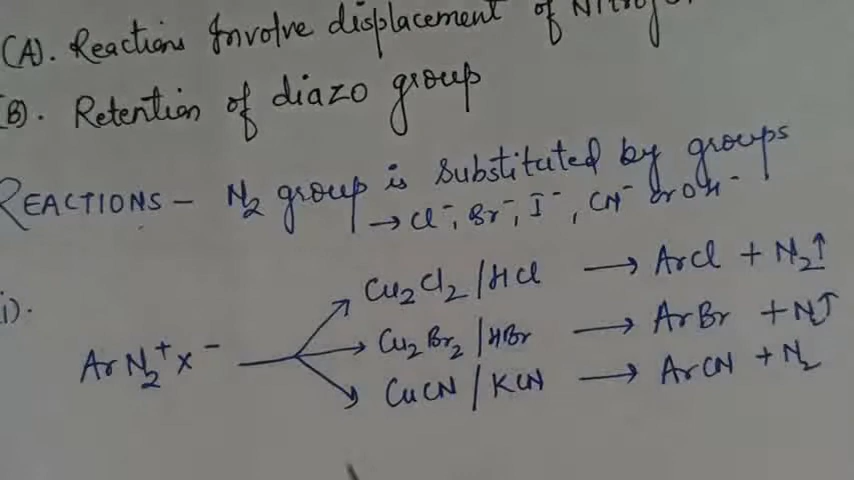 (A). Reactions Involve displacement of Nitrogen
(B). Retention of diazo group
REACTIONS - N₂ group is substituted by groups
→ Cl⁻, Br⁻, I⁻, CN⁻ or OH⁻
i).
Cu₂Cl₂/HCl → ArCl + N₂↑
ArN₂⁺X⁻ Cu₂Br₂/HBr → ArBr + N↑
CuCN/KCN → ArCN + N₂